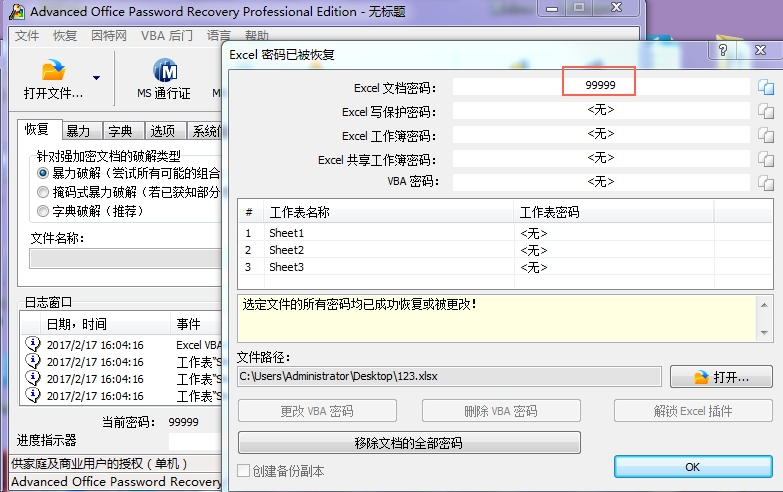 Advanced Office Password Recovery Professional Edition - 无标题
文件 恢复 因特网 VBA 后门 语言 帮助
打开文件...
MS 通行证
恢复 暴力 字典 选项
针对强加密文档的破解类型
暴力破解（尝试所有可能的组合
掩码式暴力破解（若已获知部分
字典破解（推荐）
文件名称：
日志窗口
日期，时间 事件
2017/2/17 16:04:16 Excel VBA
2017/2/17 16:04:16 工作表"S
2017/2/17 16:04:16 工作表"S
2017/2/17 16:04:16 工作表"S
当前密码： 99999
进度指示器
供家庭及商业用户的授权（单机）
Advanced Office Password Recovery
Excel 密码已被恢复
Excel 文档密码： 99999
Excel 写保护密码： <无>
Excel 工作簿密码： <无>
Excel 共享工作簿密码： <无>
VBA 密码： <无>
# 工作表名称 工作表密码
1 Sheet1 <无>
2 Sheet2 <无>
3 Sheet3 <无>
选定文件的所有密码均已成功恢复或被更改！
文件路径：
C:\Users\Administrator\Desktop\123.xlsx
打开...
更改 VBA 密码 删除 VBA 密码 解锁 Excel 插件
移除文档的全部密码
创建备份副本
OK